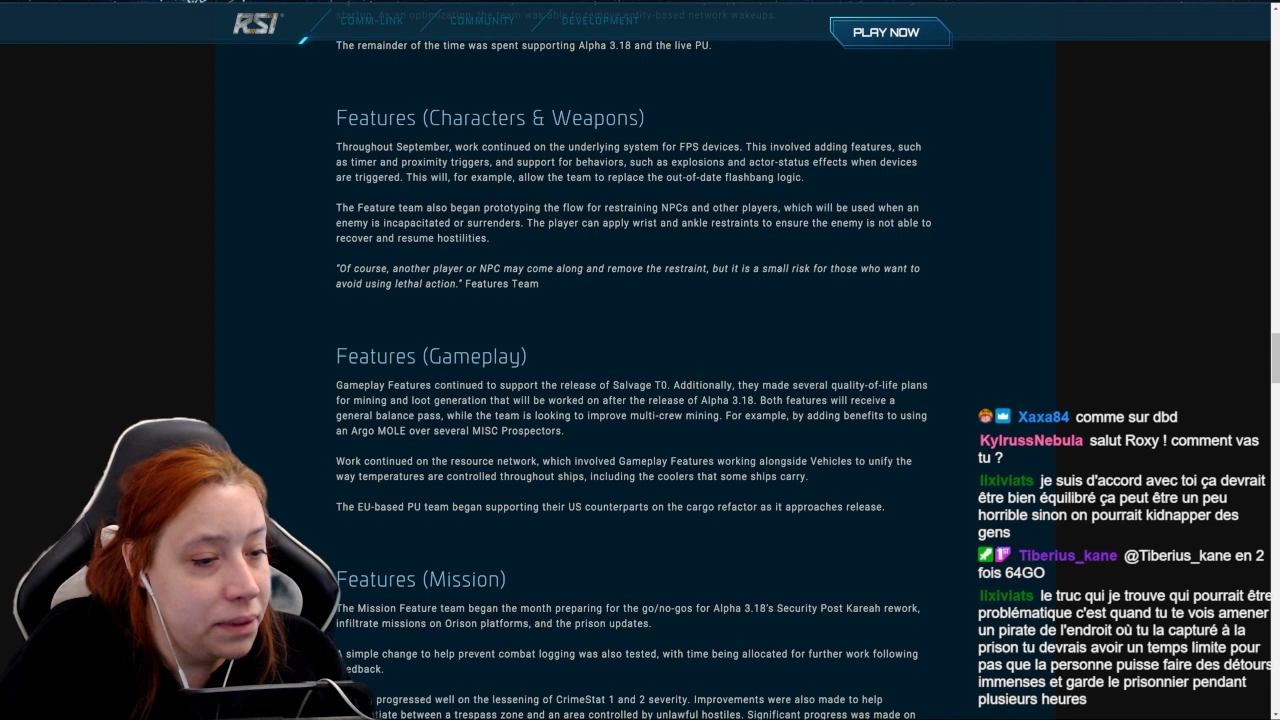 startup. As an optimization, the team was able to remove entity-based network wakeups.
RSI
COMM-LINK
COMMUNITY
DEVELOPMENT
PLAY NOW
The remainder of the time was spent supporting Alpha 3.18 and the live PU.
Features (Characters & Weapons)
Throughout September, work continued on the underlying system for FPS devices. This involved adding features, such
as timer and proximity triggers, and support for behaviors, such as explosions and actor-status effects when devices
are triggered. This will, for example, allow the team to replace the out-of-date flashbang logic.
The Feature team also began prototyping the flow for restraining NPCs and other players, which will be used when an
enemy is incapacitated or surrenders. The player can apply wrist and ankle restraints to ensure the enemy is not able to
recover and resume hostilities.
“Of course, another player or NPC may come along and remove the restraint, but it is a small risk for those who want to
avoid using lethal action.” Features Team
Features (Gameplay)
Gameplay Features continued to support the release of Salvage T0. Additionally, they made several quality-of-life plans
for mining and loot generation that will be worked on after the release of Alpha 3.18. Both features will receive a
general balance pass, while the team is looking to improve multi-crew mining. For example, by adding benefits to using
an Argo MOLE over several MISC Prospectors.
Work continued on the resource network, which involved Gameplay Features working alongside Vehicles to unify the
way temperatures are controlled throughout ships, including the coolers that some ships carry.
The EU-based PU team began supporting their US counterparts on the cargo refactor as it approaches release.
Features (Mission)
The Mission Feature team began the month preparing for the go/no-gos for Alpha 3.18's Security Post Kareah rework,
infiltrate missions on Orison platforms, and the prison updates.
A simple change to help prevent combat logging was also tested, with time being allocated for further work following
feedback.
progressed well on the lessening of CrimeStat 1 and 2 severity. Improvements were also made to help
tiate between a trespass zone and an area controlled by unlawful hostiles. Significant progress was made on
Xaxa84 comme sur dbd
KylrussNebula salut Roxy ! comment vas
tu ?
lixiviats je suis d'accord avec toi ça devrait
être bien équilibré ça peut être un peu
horrible sinon on pourrait kidnapper des
gens
Tiberius_kane @Tiberius_kane en 2
fois 64GO
lixiviats le truc qui je trouve qui pourrait être
problématique c'est quand tu te vois amener
un pirate de l'endroit où tu la capturé à la
prison tu devrais avoir un temps limite pour
pas que la personne puisse faire des détours
immenses et garde le prisonnier pendant
plusieurs heures